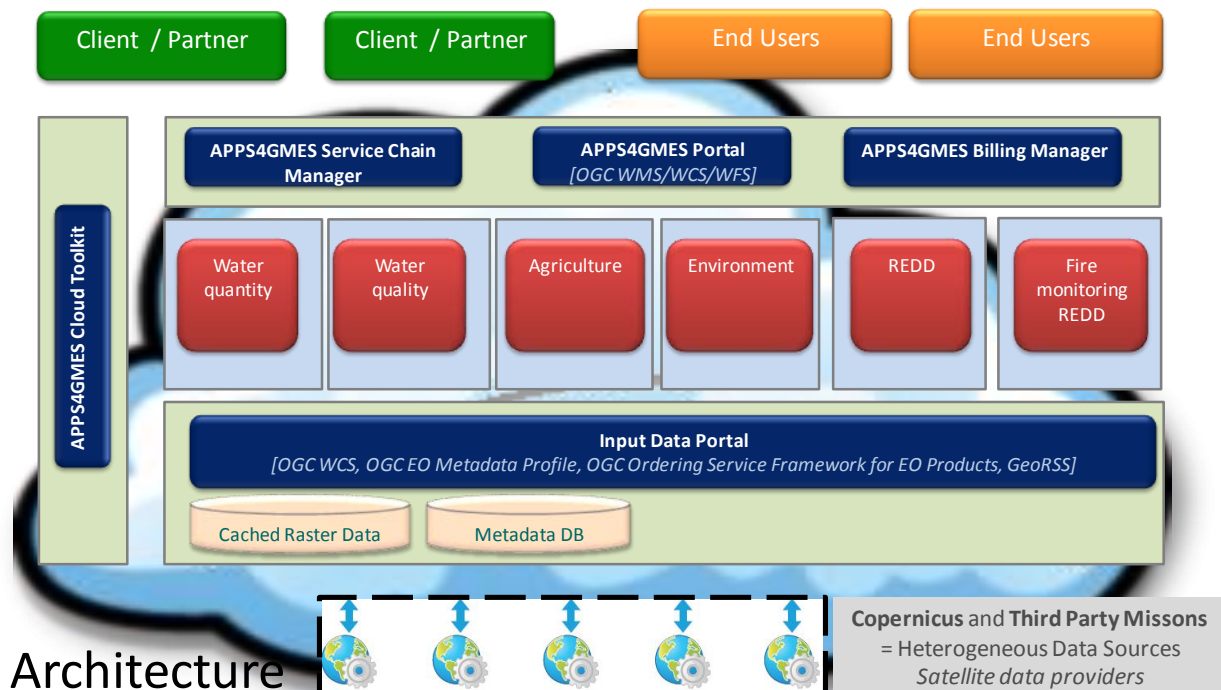 Client / Partner
Client / Partner
End Users
End Users
APPS4GMES Service Chain
Manager
APPS4GMES Portal
[OGC WMS/WCS/WFS]
APPS4GMES Billing Manager
APPS4GMES Cloud Toolkit
Water
quantity
Water
quality
Agriculture
Environment
REDD
Fire
monitoring
REDD
Input Data Portal
[OGC WCS, OGC EO Metadata Profile, OGC Ordering Service Framework for EO Products, GeoRSS]
Cached Raster Data
Metadata DB
Copernicus and Third Party Missons
= Heterogeneous Data Sources
Satellite data providers
Architecture